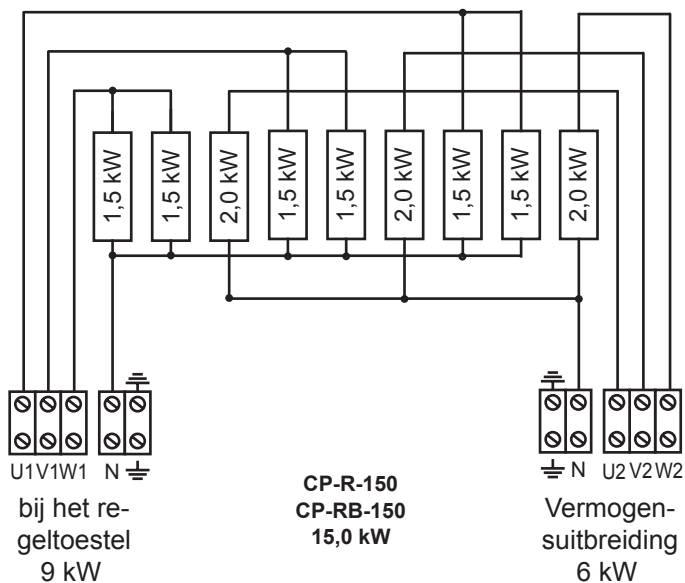 1,5 kW
1,5 kW
2,0 kW
1,5 kW
1,5 kW
2,0 kW
1,5 kW
1,5 kW
2,0 kW
U1 V1 W1 N
N U2 V2 W2
bij het re-
geltoestel
9 kW
CP-R-150
CP-RB-150
15,0 kW
Vermogen-
suitbreiding
6 kW